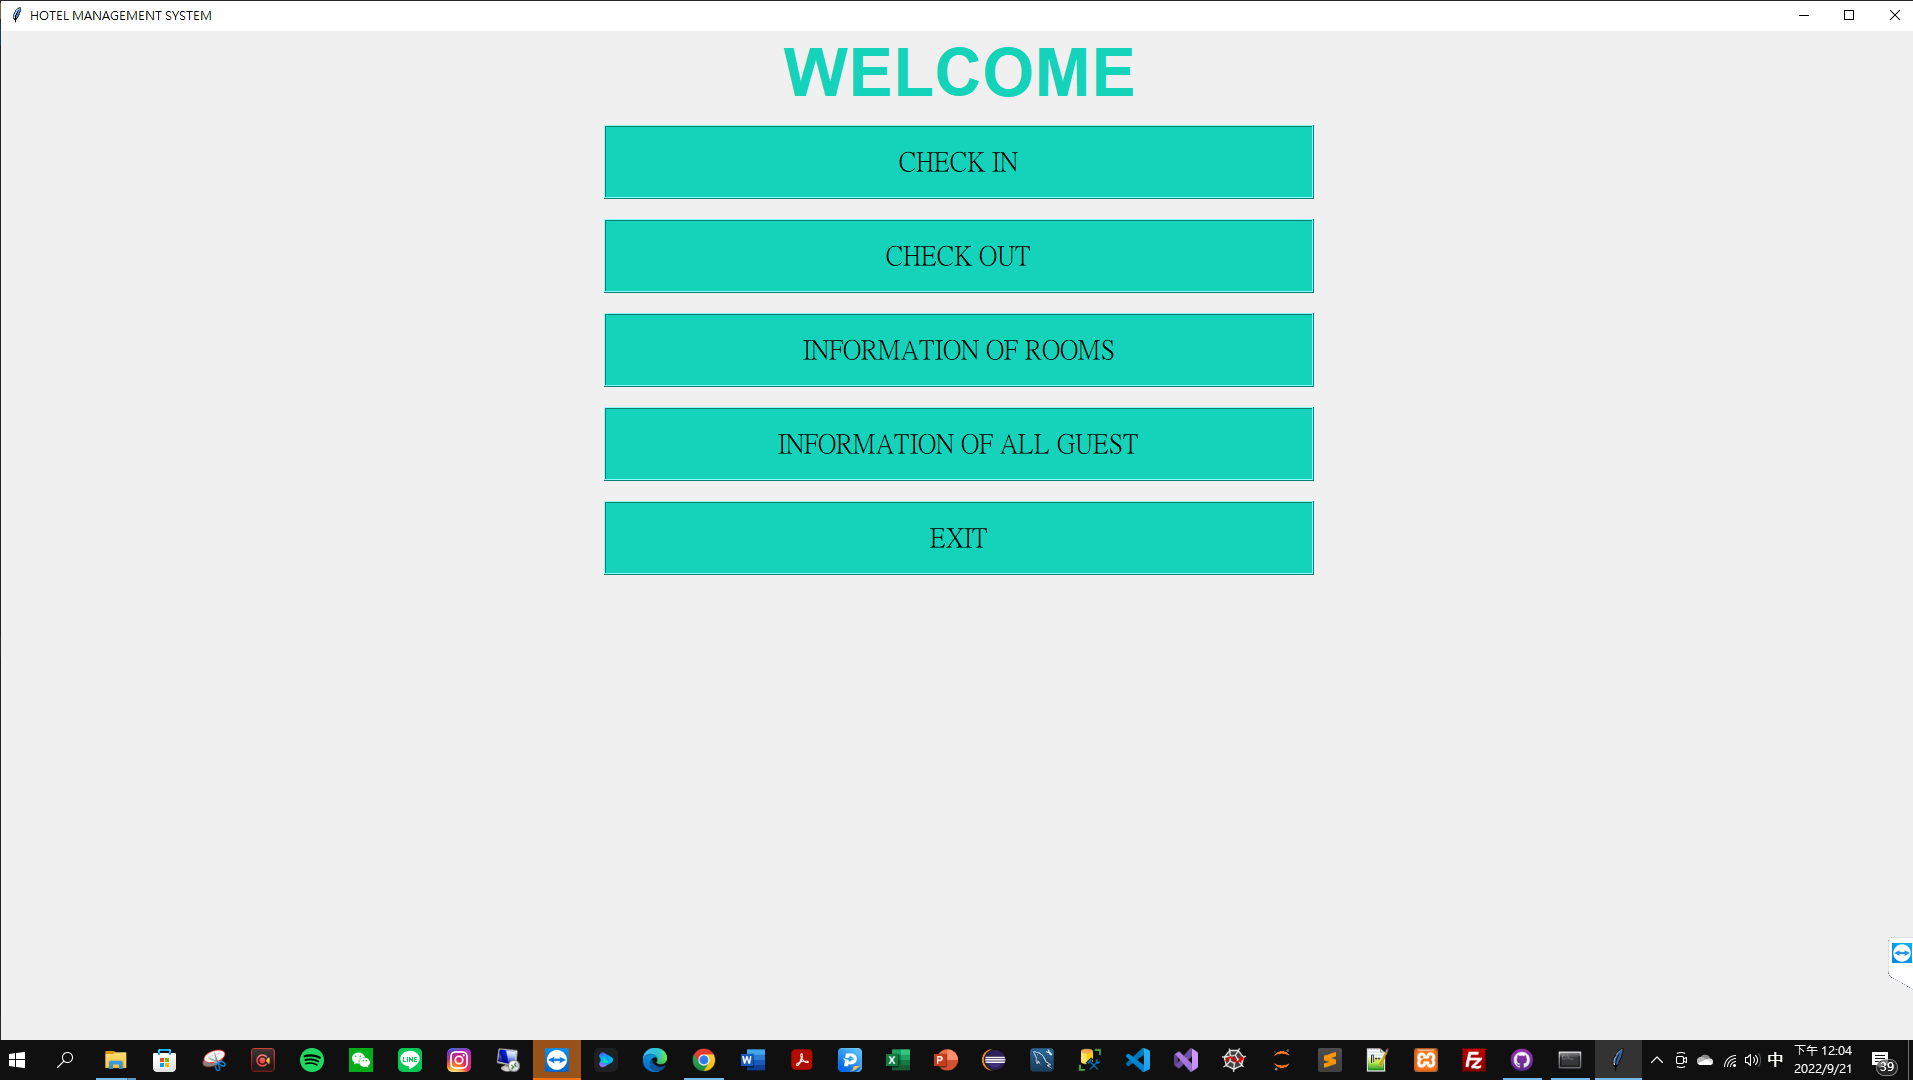 HOTEL MANAGEMENT SYSTEM
WELCOME
CHECK IN
CHECK OUT
INFORMATION OF ROOMS
INFORMATION OF ALL GUEST
EXIT
中
下午 12:04
2022/9/21
39